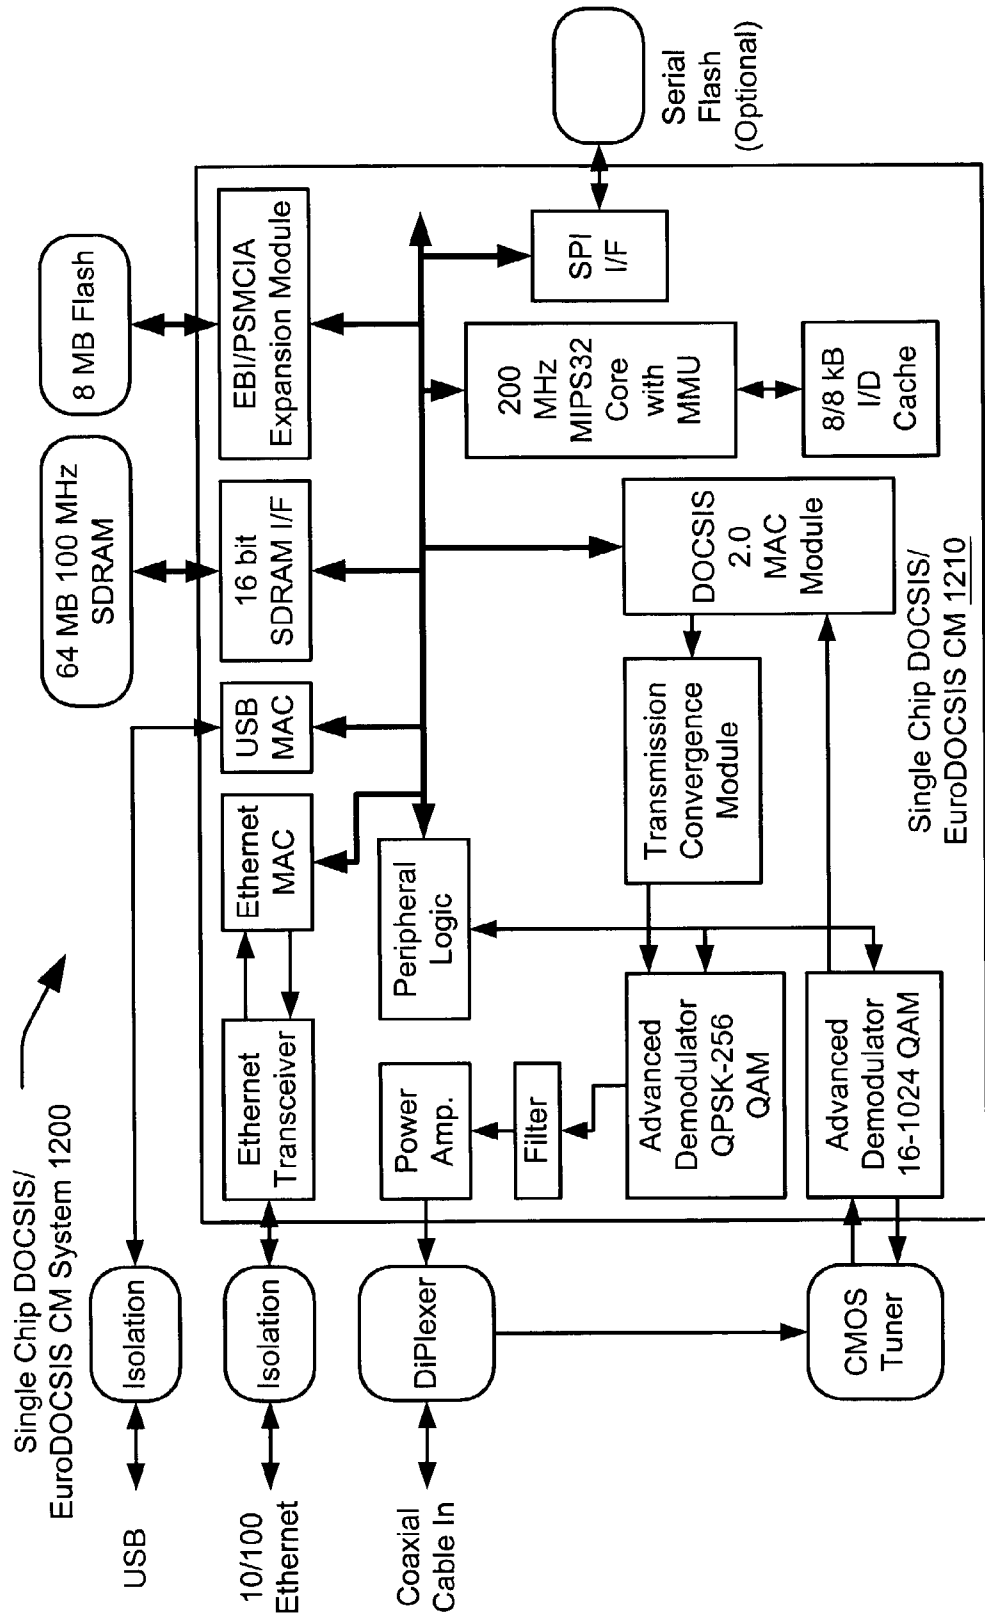 Single Chip DOCSIS/
EuroDOCSIS CM System 1200
USB
Isolation
10/100
Ethernet
Isolation
Coaxial
Cable In
DiPlexer
CMOS
Tuner
64 MB 100 MHz
SDRAM
8 MB Flash
Ethernet
Transceiver
Ethernet
MAC
USB
MAC
16 bit
SDRAM I/F
EBI/PSMCIA
Expansion Module
Power
Amp.
Filter
Peripheral
Logic
Advanced
Demodulator
QPSK-256
QAM
Advanced
Demodulator
16-1024 QAM
Transmission
Convergence
Module
DOCSIS
2.0
MAC
Module
200
MHz
MIPS32
Core
with
MMU
8/8 kB
I/D
Cache
SPI
I/F
Serial
Flash
(Optional)
Single Chip DOCSIS/
EuroDOCSIS CM 1210